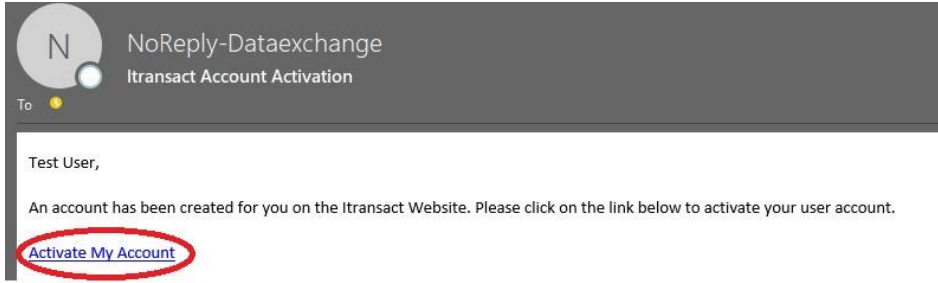 N
NoReply-Dataexchange
Itransact Account Activation
To
Test User,
An account has been created for you on the Itransact Website. Please click on the link below to activate your user account.
Activate My Account